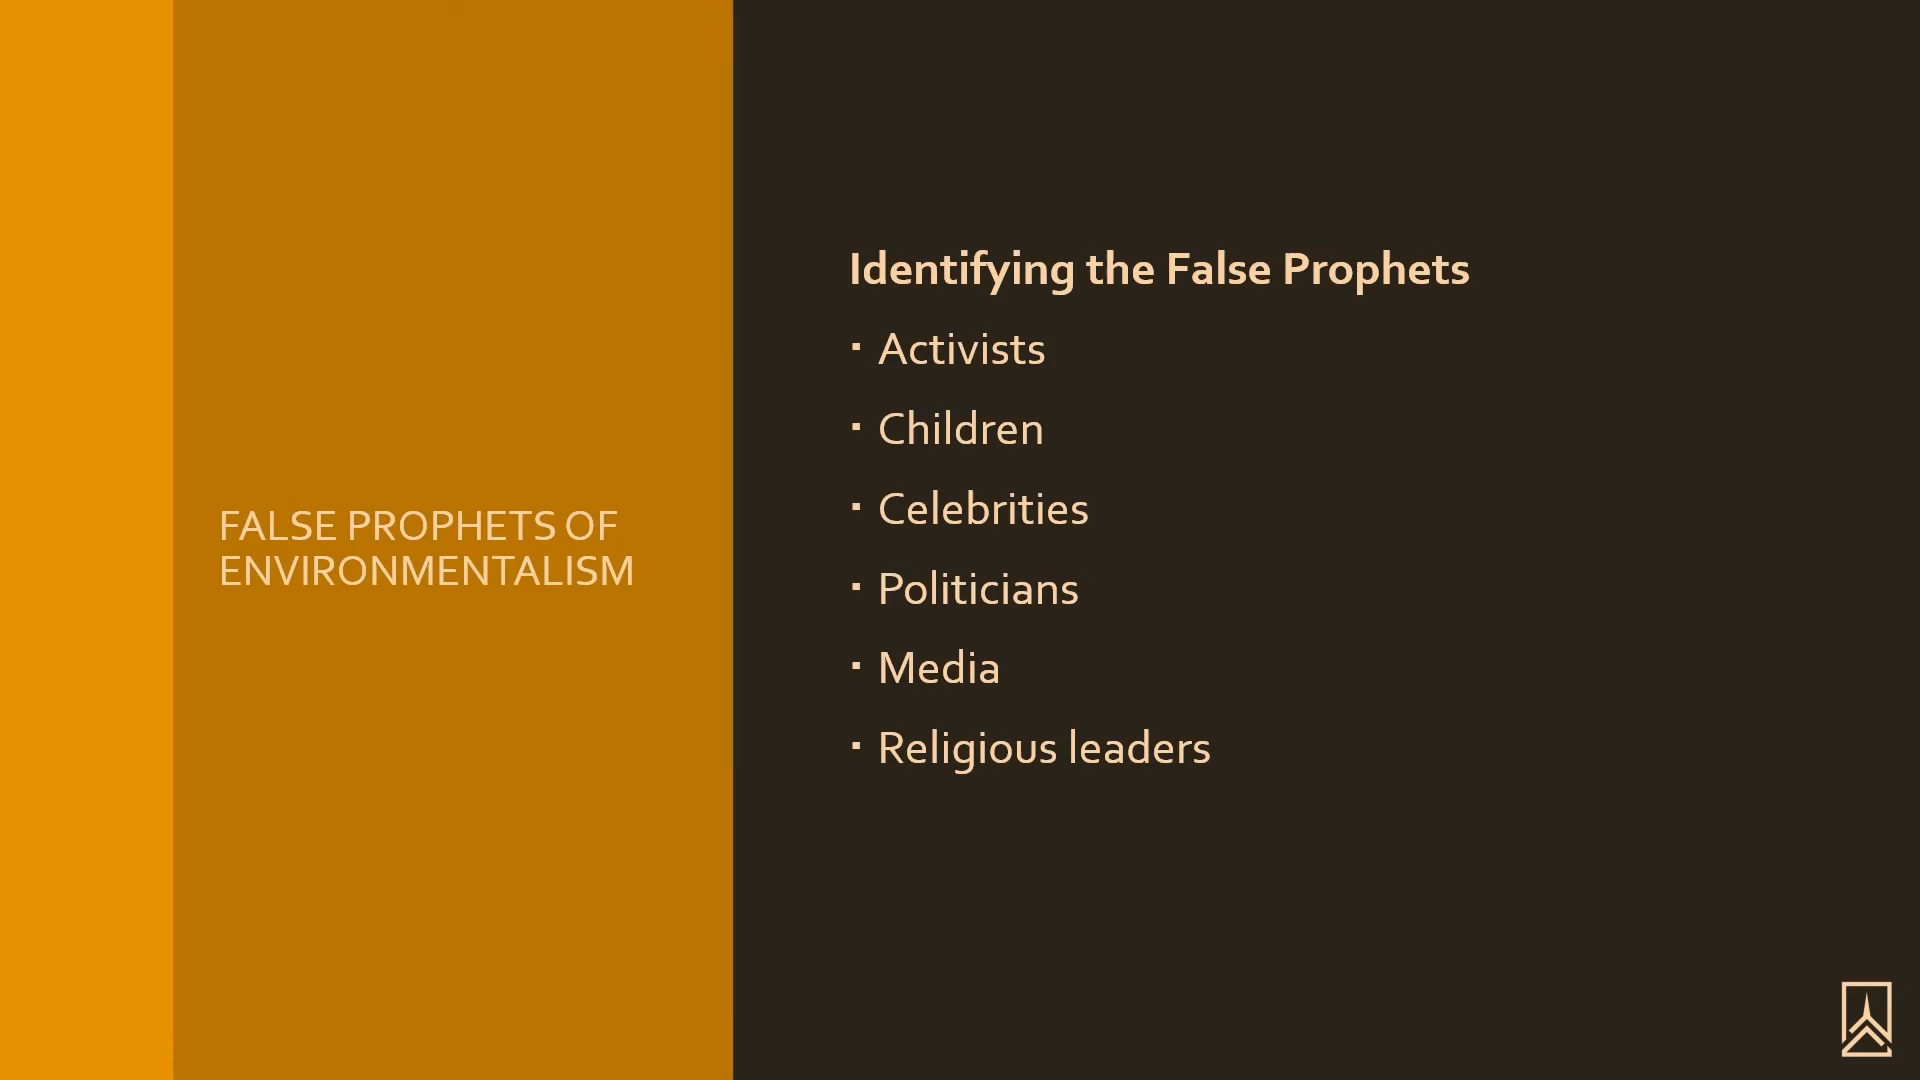 FALSE PROPHETS OF
ENVIRONMENTALISM
Identifying the False Prophets
▪ Activists
▪ Children
▪ Celebrities
▪ Politicians
▪ Media
▪ Religious leaders